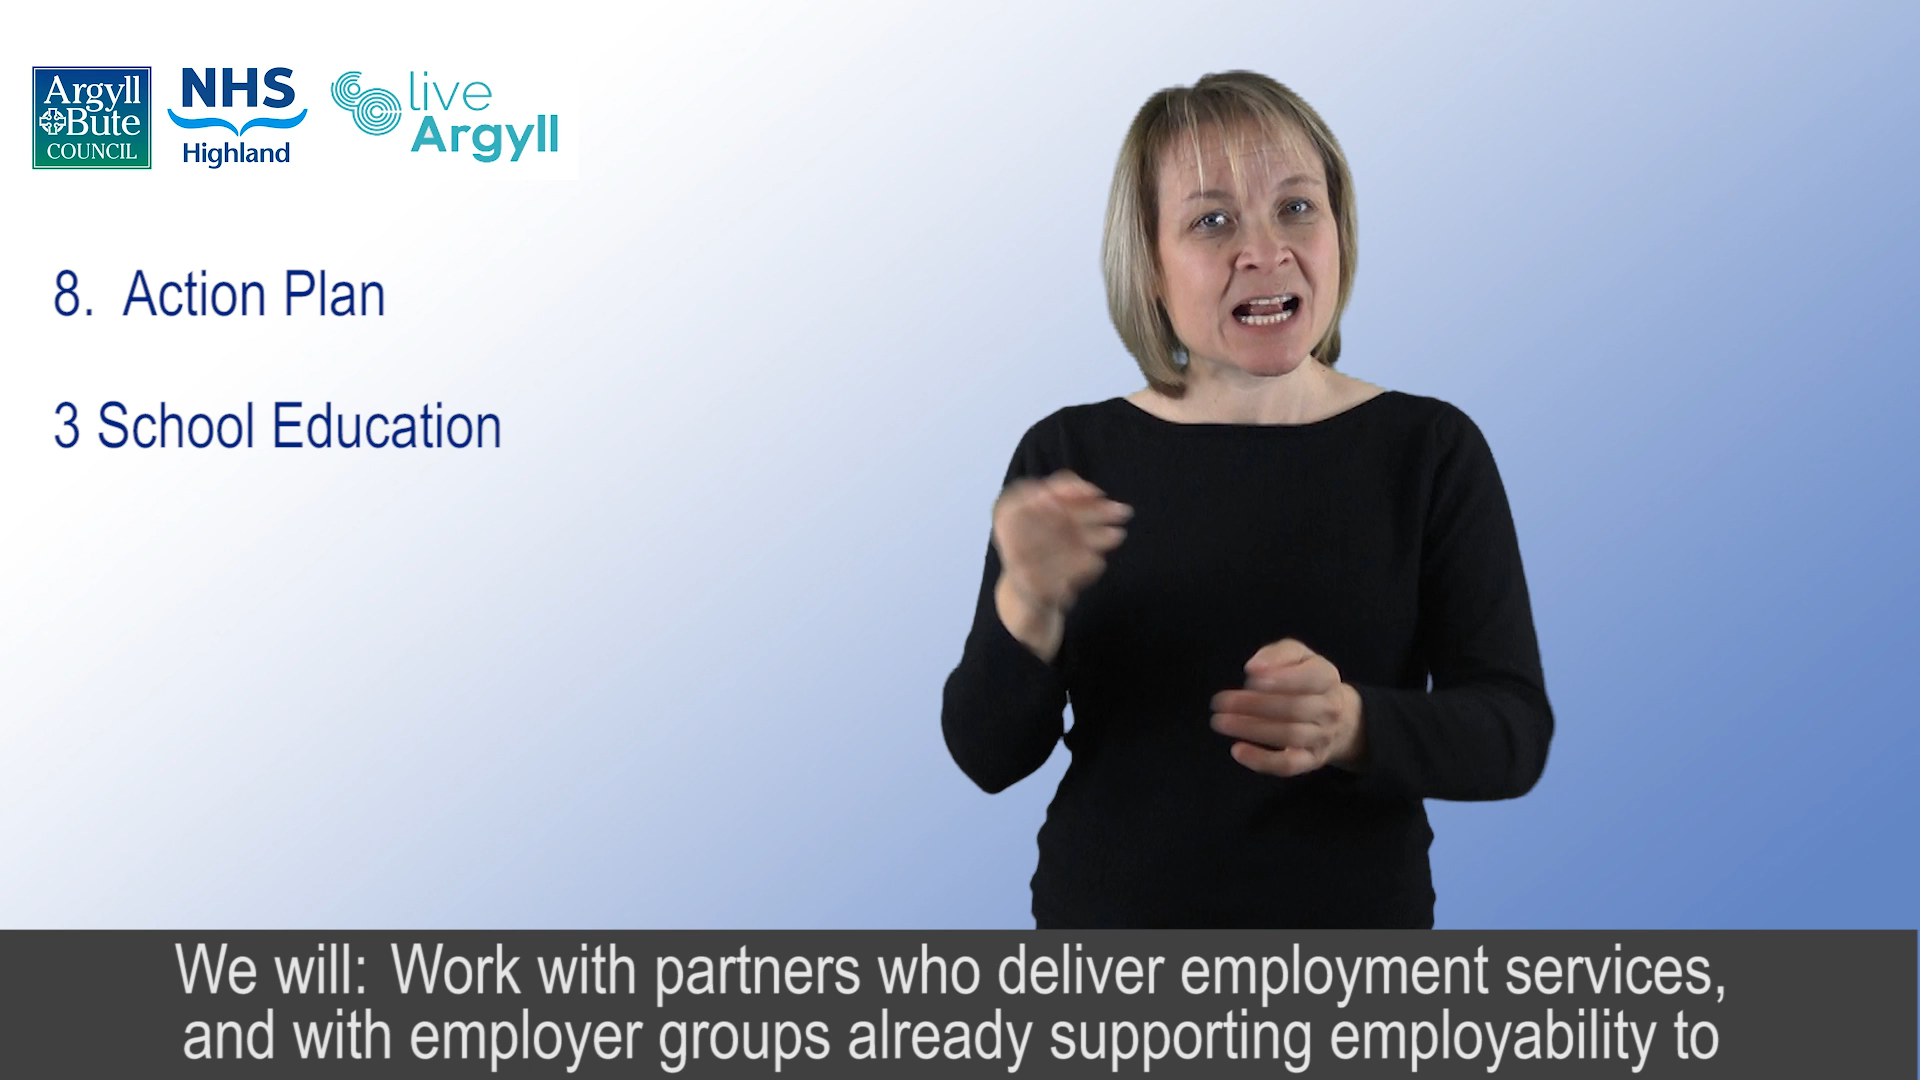 Argyll
Bute
COUNCIL
NHS
Highland
live
Argyll
8. Action Plan
3 School Education
We will: Work with partners who deliver employment services,
and with employer groups already supporting employability to